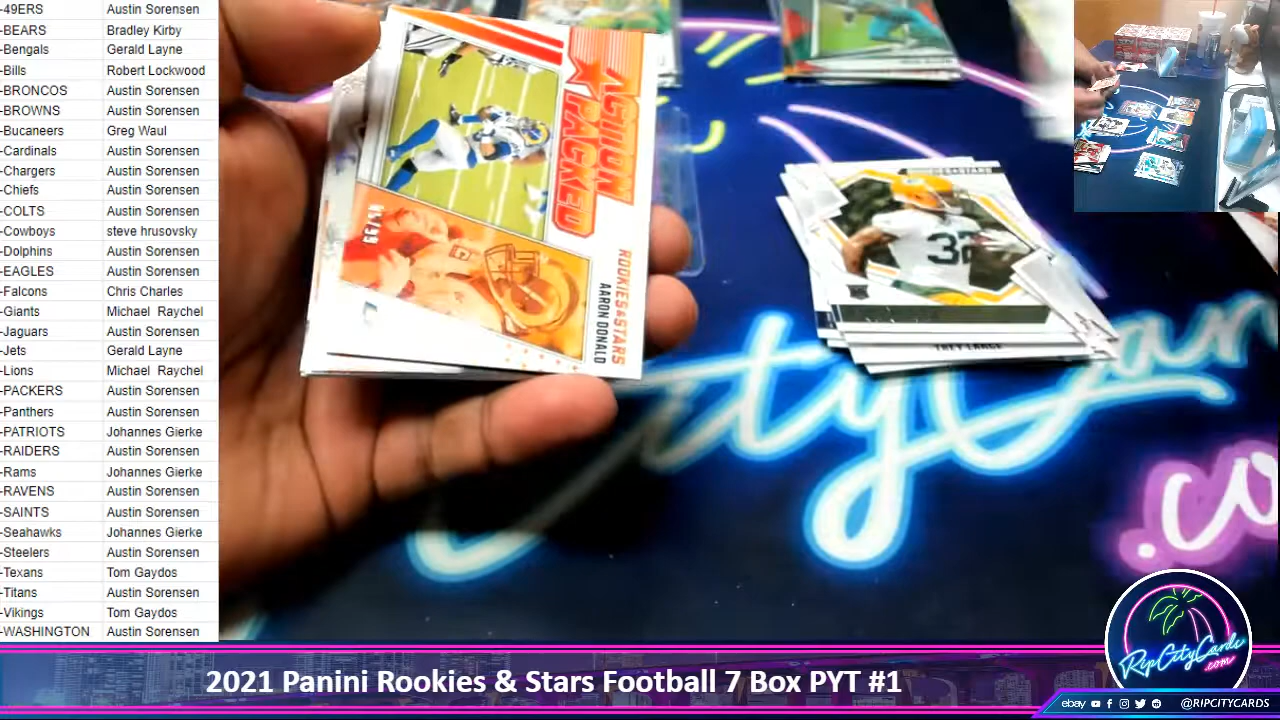 -49ERS Austin Sorensen
-BEARS Bradley Kirby
-Bengals Gerald Layne
-Bills Robert Lockwood
-BRONCOS Austin Sorensen
-BROWNS Austin Sorensen
-Bucaneers Greg Waul
-Cardinals Austin Sorensen
-Chargers Austin Sorensen
-Chiefs Austin Sorensen
-COLTS Austin Sorensen
-Cowboys steve hrusovsky
-Dolphins Austin Sorensen
-EAGLES Austin Sorensen
-Falcons Chris Charles
-Giants Michael Raychel
-Jaguars Austin Sorensen
-Jets Gerald Layne
-Lions Michael Raychel
-PACKERS Austin Sorensen
-Panthers Austin Sorensen
-PATRIOTS Johannes Gierke
-RAIDERS Austin Sorensen
-Rams Johannes Gierke
-RAVENS Austin Sorensen
-SAINTS Austin Sorensen
-Seahawks Johannes Gierke
-Steelers Austin Sorensen
-Texans Tom Gaydos
-Titans Austin Sorensen
-Vikings Tom Gaydos
-WASHINGTON Austin Sorensen
ACTION
PACKED
ROOKIES & STARS
AARON DONALD
32
TREY LANCE
.co
2021 Panini Rookies & Stars Football 7 Box PYT #1
RipCityCards
.com
ebay @RIPCITYCARDS